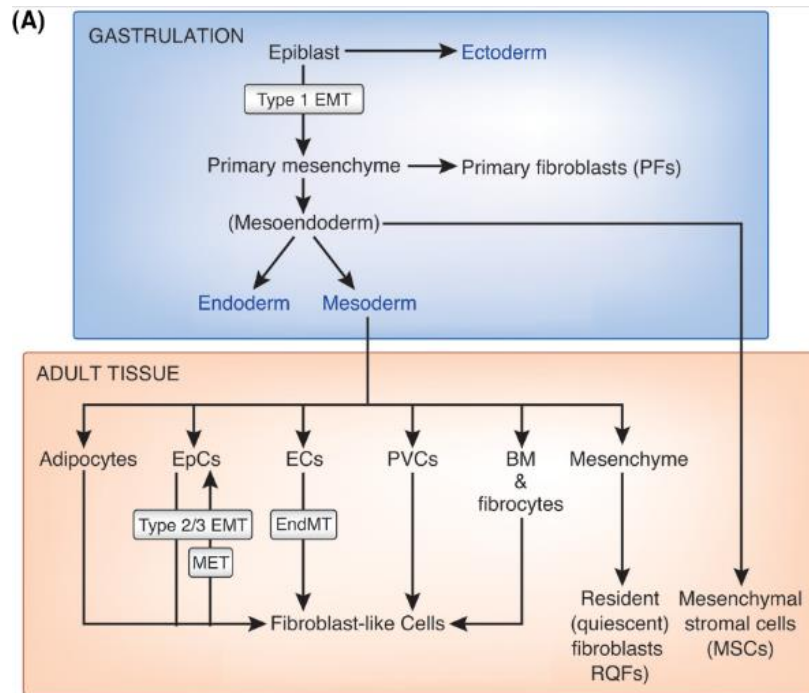 (A)
GASTRULATION
Epiblast
Ectoderm
Type 1 EMT
Primary mesenchyme
Primary fibroblasts (PFs)
(Mesoendoderm)
Endoderm
Mesoderm
ADULT TISSUE
Adipocytes
EpCs
ECs
PVCs
BM
&
fibrocytes
Mesenchyme
Type 2/3 EMT
EndMT
MET
Fibroblast-like Cells
Resident
(quiescent)
fibroblasts
RQFs)
Mesenchymal
stromal cells
(MSCs)